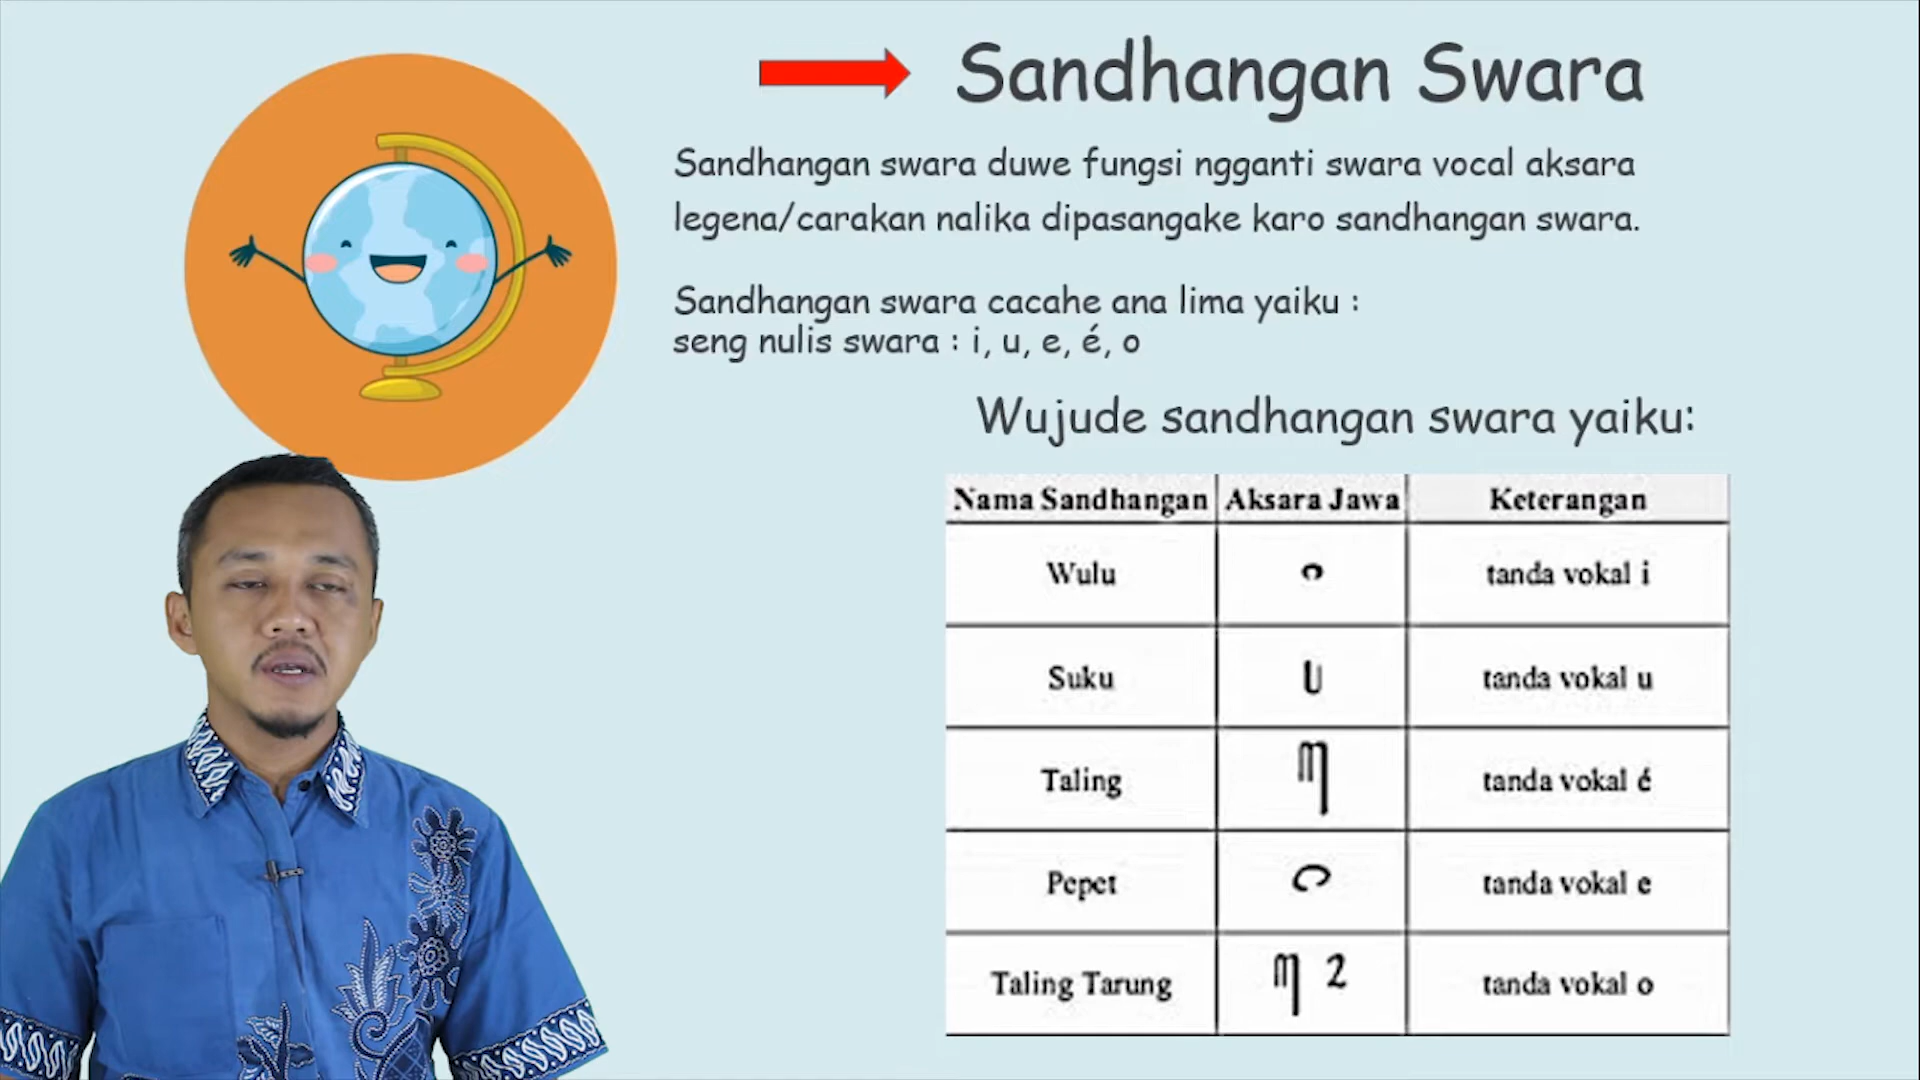 Sandhangan Swara
Sandhangan swara duwe fungsi ngganti swara vocal aksara
legena/carakan nalika dipasangake karo sandhangan swara.
Sandhangan swara cacahe ana lima yaiku :
seng nulis swara : i, u, e, é, o
Wujude sandhangan swara yaiku:
Nama Sandhangan Aksara Jawa Keterangan
Wulu ꦶ tanda vokal i
Suku ꦸ tanda vokal u
Taling ꦺ tanda vokal é
Pepet ꦼ tanda vokal e
Taling Tarung ꦺ ꦴ tanda vokal o